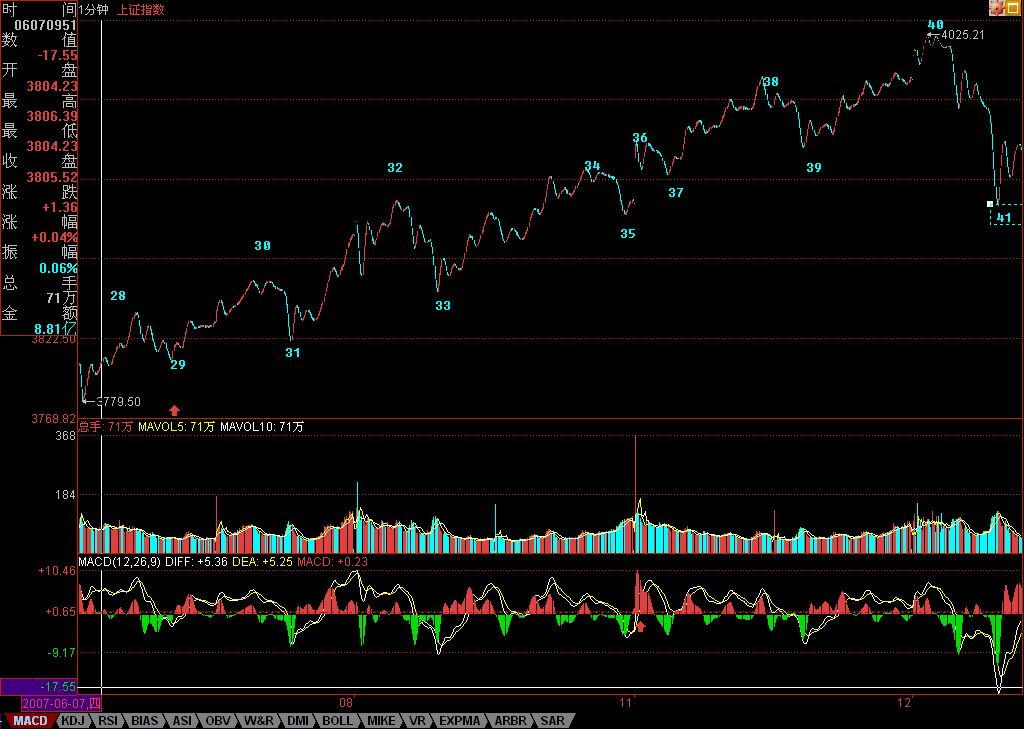 时 间 1分钟 上证指数
06070951
数 值
-17.55
开 盘
3804.23
最 高
3806.39
最 低
3804.23
收 盘
3805.52
涨 跌
+1.36
涨 幅
+0.04%
振 幅
0.06%
总 手
71万
金 额
8.81亿
3822.50
3768.82
40
4025.21
38
36
39
32
34
37
35
30
41
28
33
31
29
3779.50
总手: 71万 MAVOL5: 71万 MAVOL10: 71万
368
184
MACD(12,26,9) DIFF: +5.36 DEA: +5.25 MACD: +0.23
+10.46
+0.65
-9.17
-17.55
2007-06-07,四 08 11 12
MACD KDJ RSI BIAS ASI OBV W&R DMI BOLL MIKE VR EXPMA ARBR SAR